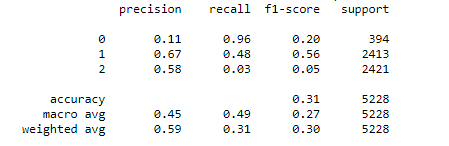 precision recall f1-score support
0 0.11 0.96 0.20 394
1 0.67 0.48 0.56 2413
2 0.58 0.03 0.05 2421
accuracy 0.31 5228
macro avg 0.45 0.49 0.27 5228
weighted avg 0.59 0.31 0.30 5228